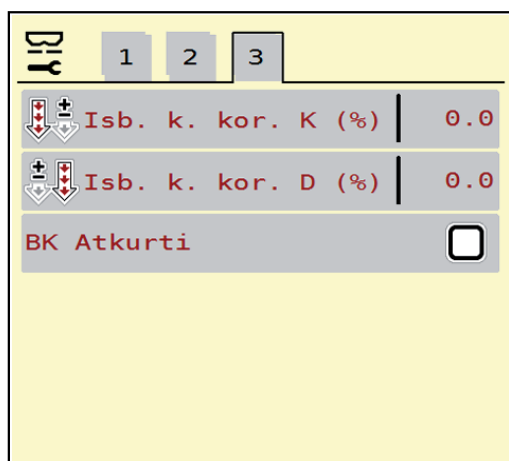 1 2 3
Isb. k. kor. K (%) 0.0
Isb. k. kor. D (%) 0.0
BK Atkurti